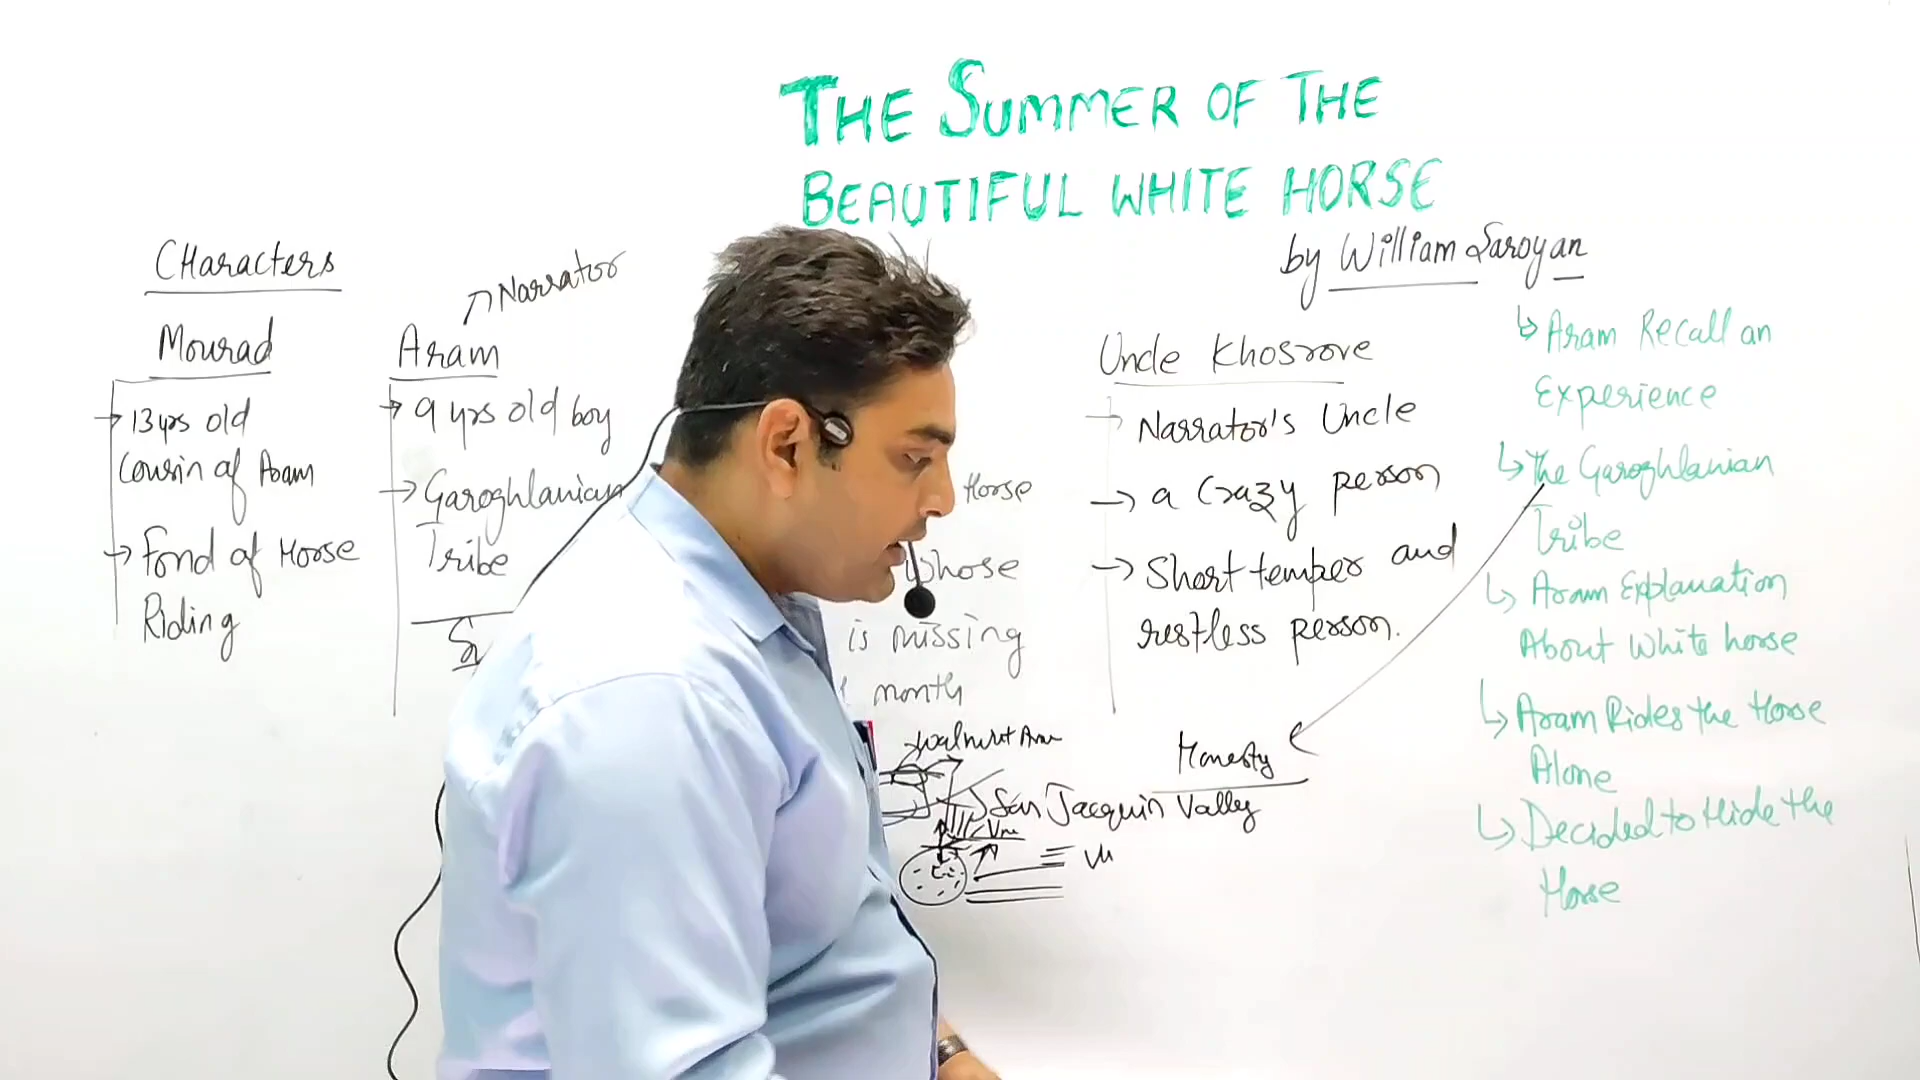 THE SUMMER OF THE
BEAUTIFUL WHITE HORSE
by William Saroyan
CHaracters
Mourad
13yrs old
Cousin of Aram
Fond of Horse
Riding
Narrator
Aram
9 yrs old boy
Garoghlanian
Tribe
Horse
whose
is missing
month
Walnut
San Jacquin Valley
Uncle Khosrove
Narrator's Uncle
a Crazy person
Short temper and
restless person.
Honesty
Aram Recall an
Experience
The Garoghlanian
Tribe
Aram Explanation
About White horse
Aram Rides the Horse
Alone
Decided to Hide the
Horse